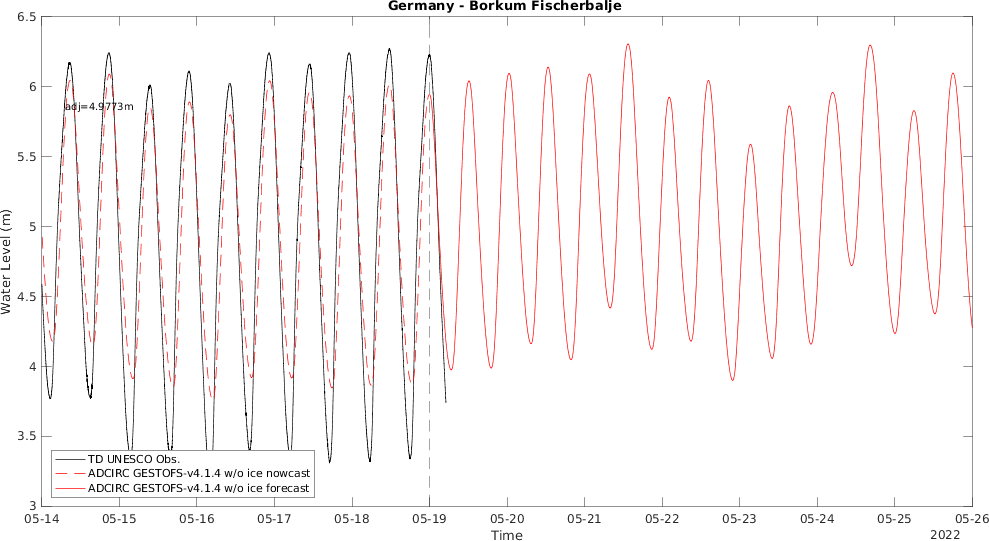 Germany - Borkum Fischerbalje
6.5
6
5.5
5
4.5
4
3.5
3
Water Level (m)
adj=4.9773m
TD UNESCO Obs.
ADCIRC GESTOFS-v4.1.4 w/o ice nowcast
ADCIRC GESTOFS-v4.1.4 w/o ice forecast
05-14 05-15 05-16 05-17 05-18 05-19 05-20 05-21 05-22 05-23 05-24 05-25 05-26
Time
2022